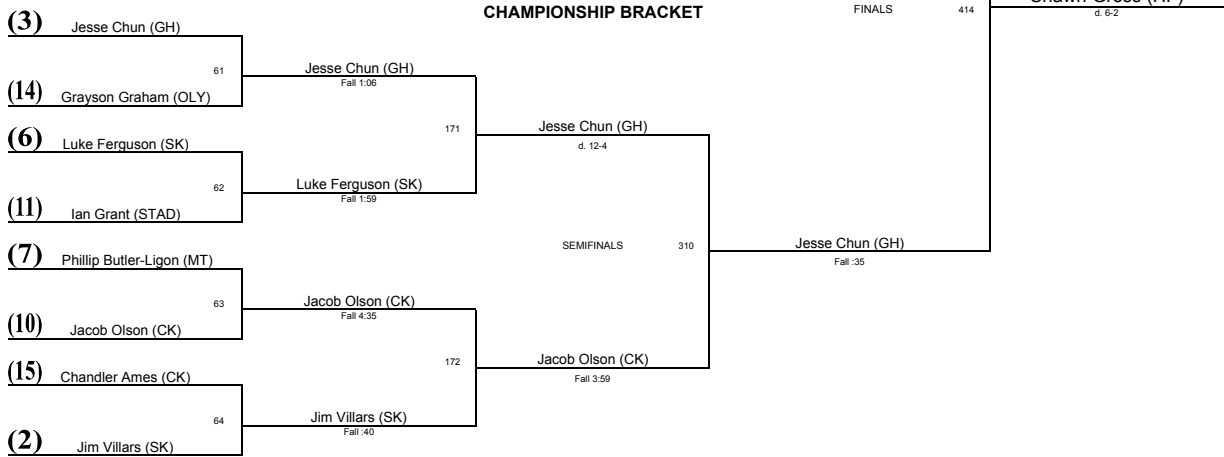 CHAMPIONSHIP BRACKET
FINALS 414
d. 6-2
(3) Jesse Chun (GH)
61
Jesse Chun (GH)
Fall 1:06
(14) Grayson Graham (OLY)
171
Jesse Chun (GH)
d. 12-4
(6) Luke Ferguson (SK)
62
Luke Ferguson (SK)
Fall 1:59
(11) Ian Grant (STAD)
SEMIFINALS 310
Jesse Chun (GH)
Fall :35
(7) Phillip Butler-Ligon (MT)
63
Jacob Olson (CK)
Fall 4:35
(10) Jacob Olson (CK)
172
Jacob Olson (CK)
Fall 3:59
(15) Chandler Ames (CK)
64
Jim Villars (SK)
Fall :40
(2) Jim Villars (SK)